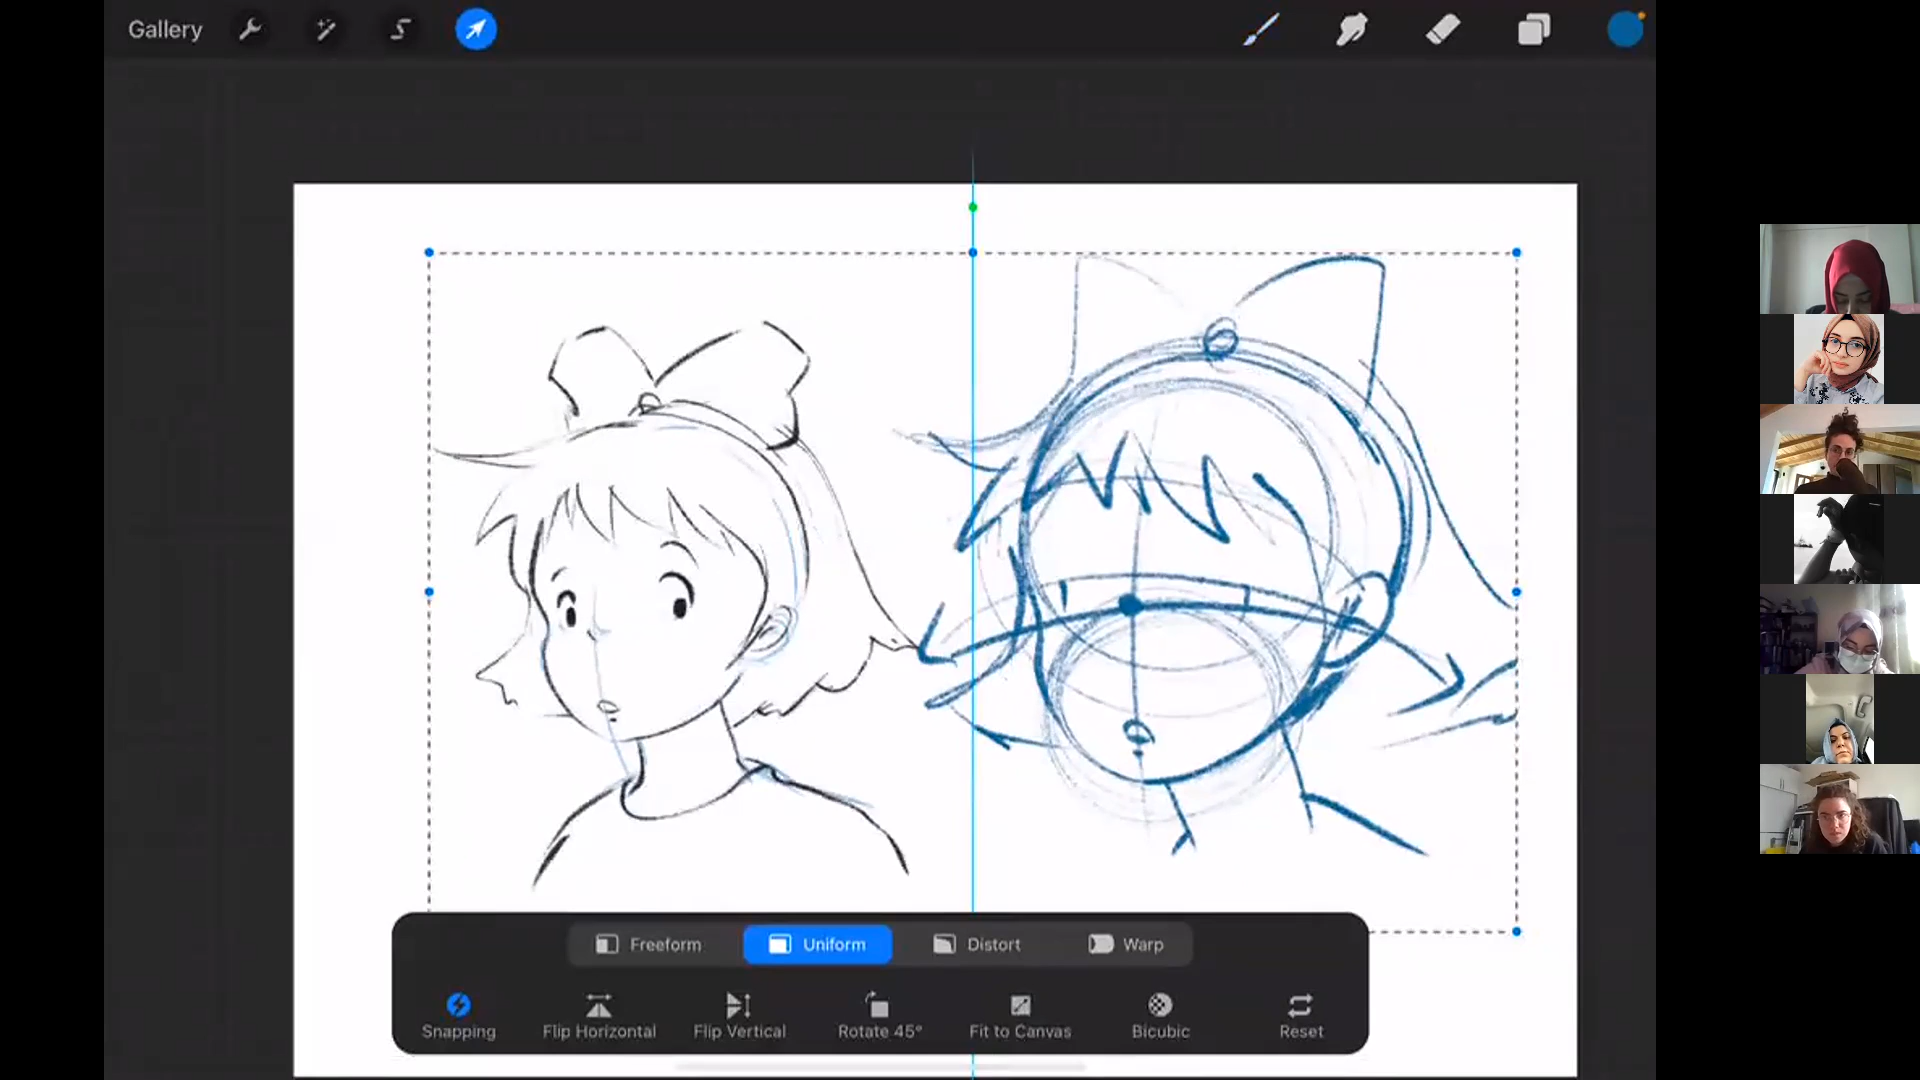 Gallery
Freeform Uniform Distort Warp
Snapping Flip Horizontal Flip Vertical Rotate 45° Fit to Canvas Bicubic Reset